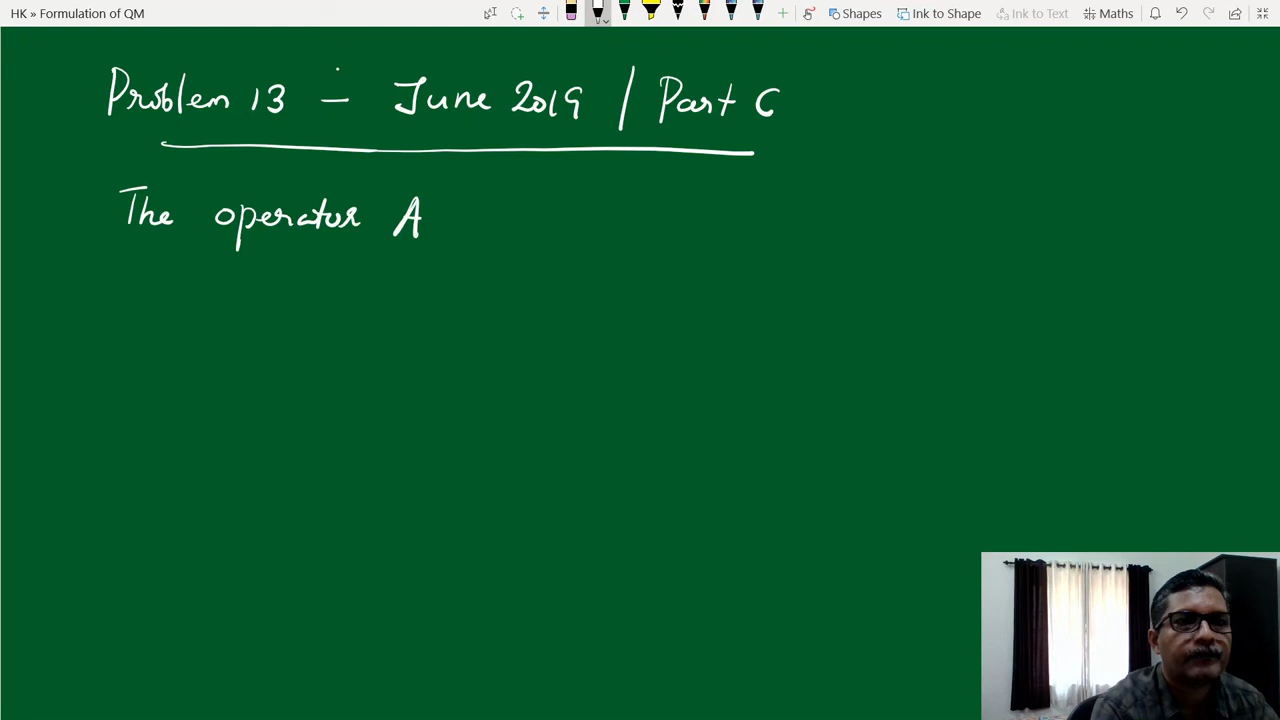 HK » Formulation of QM
Shapes Ink to Shape Ink to Text Maths
Problem 13 - June 2019 / Part C
The operator A